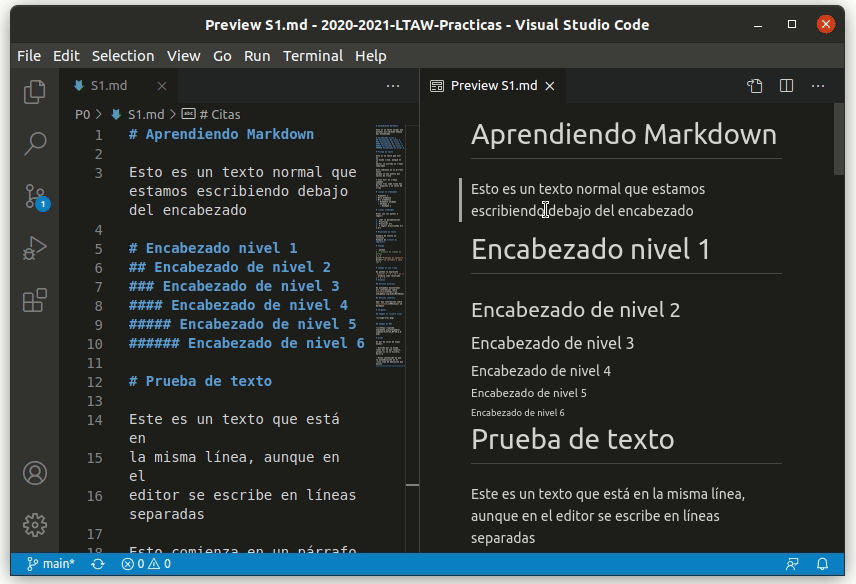 Preview S1.md - 2020-2021-LTAW-Practicas - Visual Studio Code
File Edit Selection View Go Run Terminal Help
S1.md
P0 > S1.md > # Citas
1 # Aprendiendo Markdown
2
3 Esto es un texto normal que
estamos escribiendo debajo
del encabezado
4
5 # Encabezado nivel 1
6 ## Encabezado de nivel 2
7 ### Encabezado de nivel 3
8 #### Encabezado de nivel 4
9 ##### Encabezado de nivel 5
10 ###### Encabezado de nivel 6
11
12 # Prueba de texto
13
14 Este es un texto que está
en
15 la misma línea, aunque en
el
16 editor se escribe en líneas
separadas
17
18 Esto comienza en un párrafo
Preview S1.md
Aprendiendo Markdown
Esto es un texto normal que estamos
escribiendo debajo del encabezado
Encabezado nivel 1
Encabezado de nivel 2
Encabezado de nivel 3
Encabezado de nivel 4
Encabezado de nivel 5
Encabezado de nivel 6
Prueba de texto
Este es un texto que está en la misma línea,
aunque en el editor se escribe en líneas
separadas
1
main* 0 0